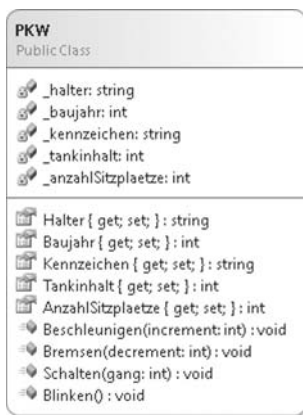 PKW
Public Class
_halter: string
_baujahr: int
_kennzeichen: string
_tankinhalt: int
_anzahlSitzplaetze: int
Halter { get; set; } : string
Baujahr { get; set; } : int
Kennzeichen { get; set; } : string
Tankinhalt { get; set; } : int
AnzahlSitzplaetze { get; set; } : int
Beschleunigen(increment: int) : void
Bremsen(decrement: int) : void
Schalten(gang: int) : void
Blinken() : void